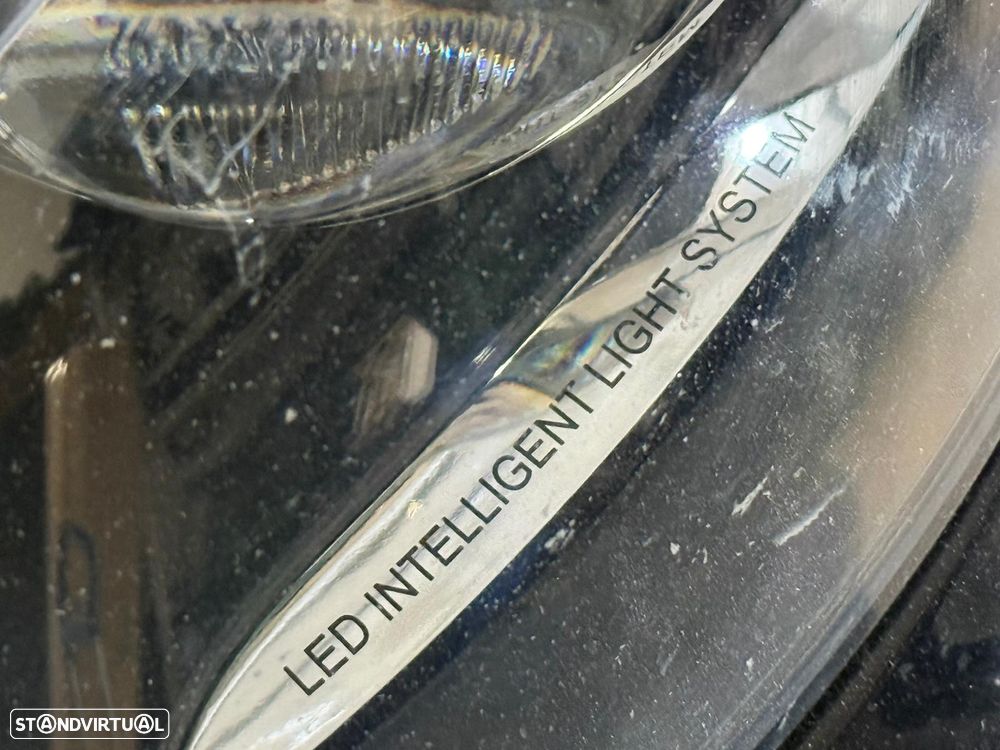 LED INTELLIGENT LIGHT SYSTEM
STANDVIRTUAL